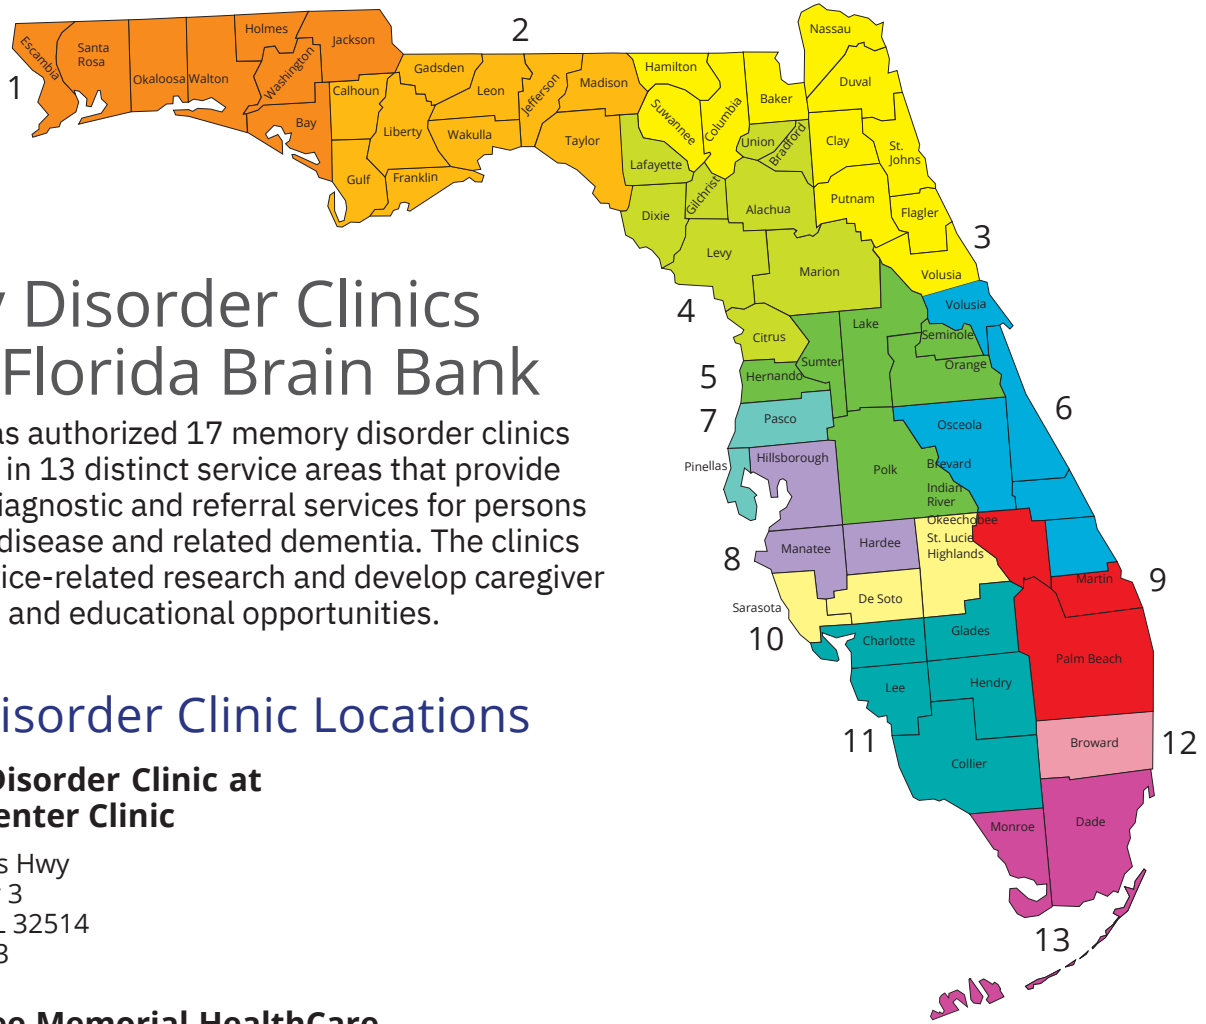 2
Nassau
Holmes
Jackson
Escambia
Santa
Rosa
Okaloosa
Walton
Washington
1
Gadsden
Calhoun
Leon
Jefferson
Madison
Hamilton
Duval
Baker
Suwannee
Columbia
Bay
Liberty
Wakulla
Taylor
Union
Bradford
Clay
St.
Johns
Lafayette
Gulf
Franklin
Gilchrist
Dixie
Alachua
Putnam
Flagler
3
Levy
Marion
Volusia
Disorder Clinics
4
Volusia
Lake
Citrus
Seminole
Florida Brain Bank
5
Hernando
Sumter
Orange
as authorized 17 memory disorder clinics
7
Pasco
Osceola
6
in 13 distinct service areas that provide
Pinellas
Hillsborough
Polk
Brevard
diagnostic and referral services for persons
Indian
River
disease and related dementia. The clinics
Okeechobee
St. Lucie
Highlands
8
Manatee
Hardee
vice-related research and develop caregiver
Martin
9
and educational opportunities.
Sarasota
De Soto
10
Charlotte
Glades
Palm Beach
Lee
Hendry
isorder Clinic Locations
11
Broward
12
Collier
Disorder Clinic at
enter Clinic
Monroe
Dade
s Hwy
3
L 32514
3
13
ee Memorial HealthCare